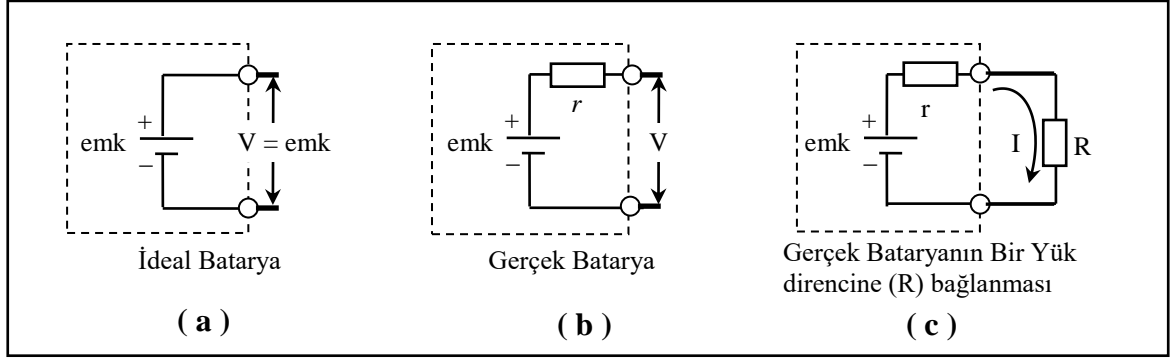 emk
+
−
V = emk
İdeal Batarya
( a )
emk
+
−
r
V
Gerçek Batarya
( b )
emk
+
−
r
I
R
Gerçek Bataryanın Bir Yük
direncine (R) bağlanması
( c )